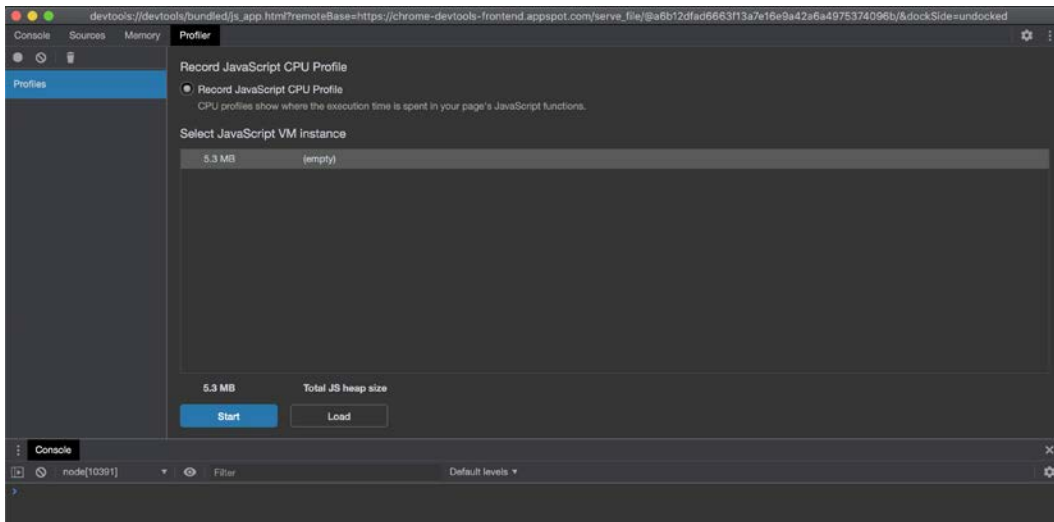 devtools://devtools/bundled/js_app.html?remoteBase=https://chrome-devtools-frontend.appspot.com/serve_file/@a6b12dfad6663f13a7e16e9a42a6a4975374096b/&dockSide=undocked
Console Sources Memory Profiler
Record JavaScript CPU Profile
Profiles
Record JavaScript CPU Profile
CPU profiles show where the execution time is spent in your page's JavaScript functions.
Select JavaScript VM instance
5.3 MB (empty)
5.3 MB Total JS heap size
Start Load
Console
node[10391] Filter Default levels